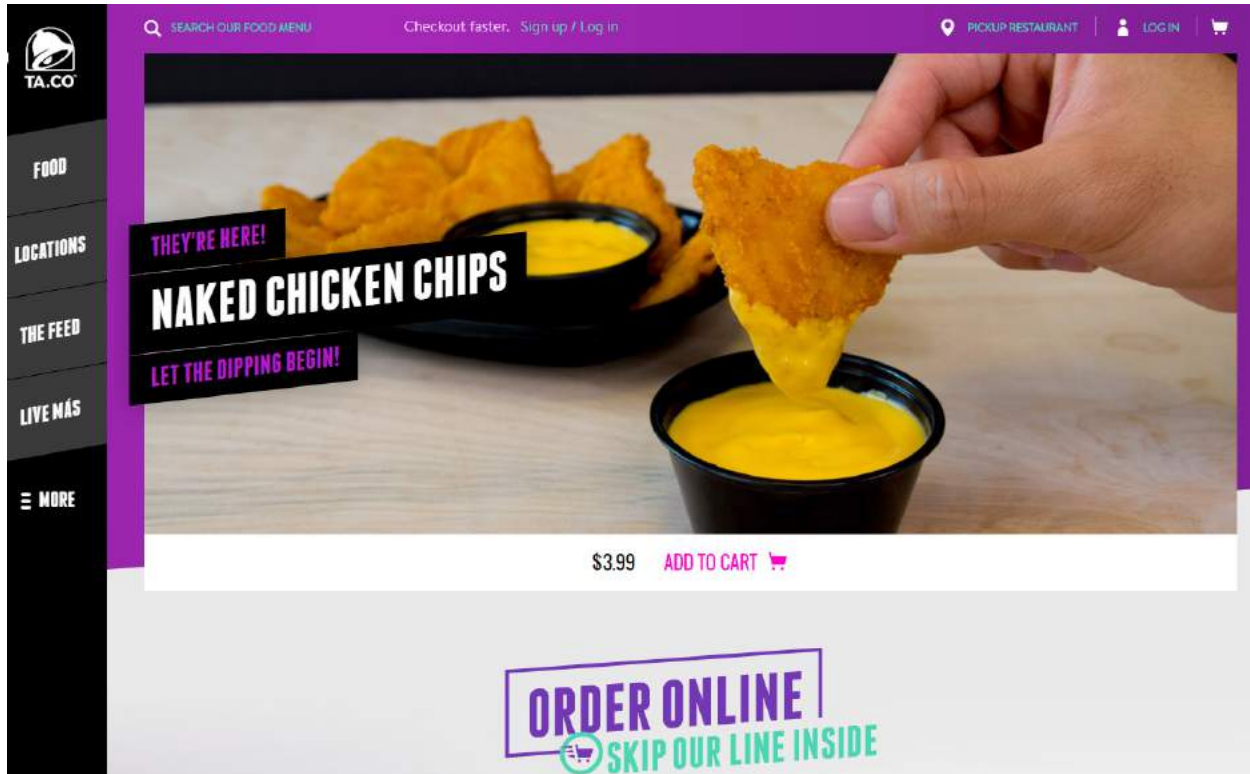 TA.CO
FOOD
LOCATIONS
THE FEED
LIVE MÁS
MORE
SEARCH OUR FOOD MENU
Checkout faster. Sign up / Log in
PICKUP RESTAURANT
LOG IN
THEY'RE HERE!
NAKED CHICKEN CHIPS
LET THE DIPPING BEGIN!
$3.99 ADD TO CART
ORDER ONLINE
SKIP OUR LINE INSIDE